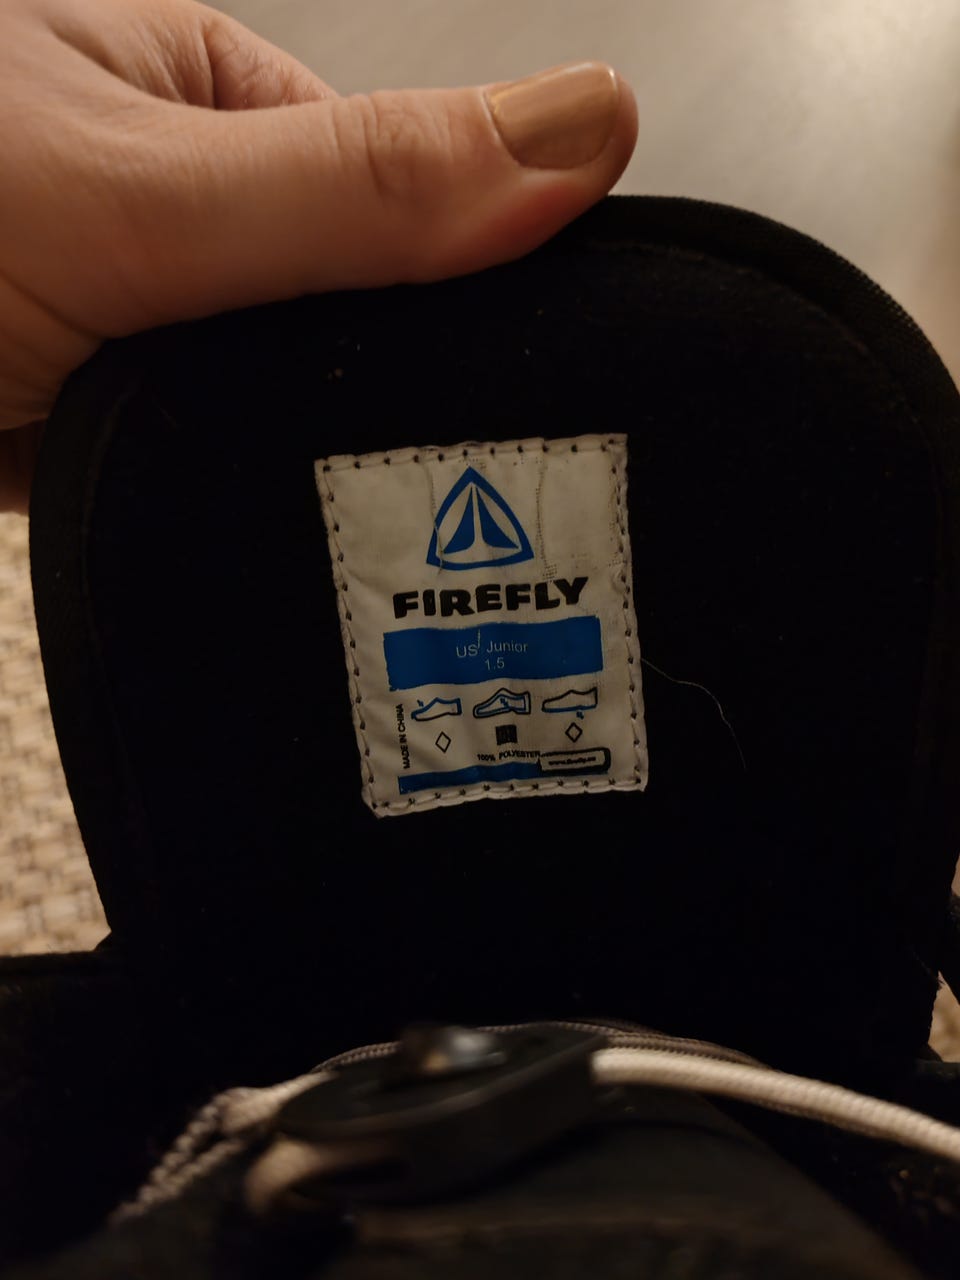 FIREFLY
US Junior
1.5
MADE IN CHINA
100% POLYESTER